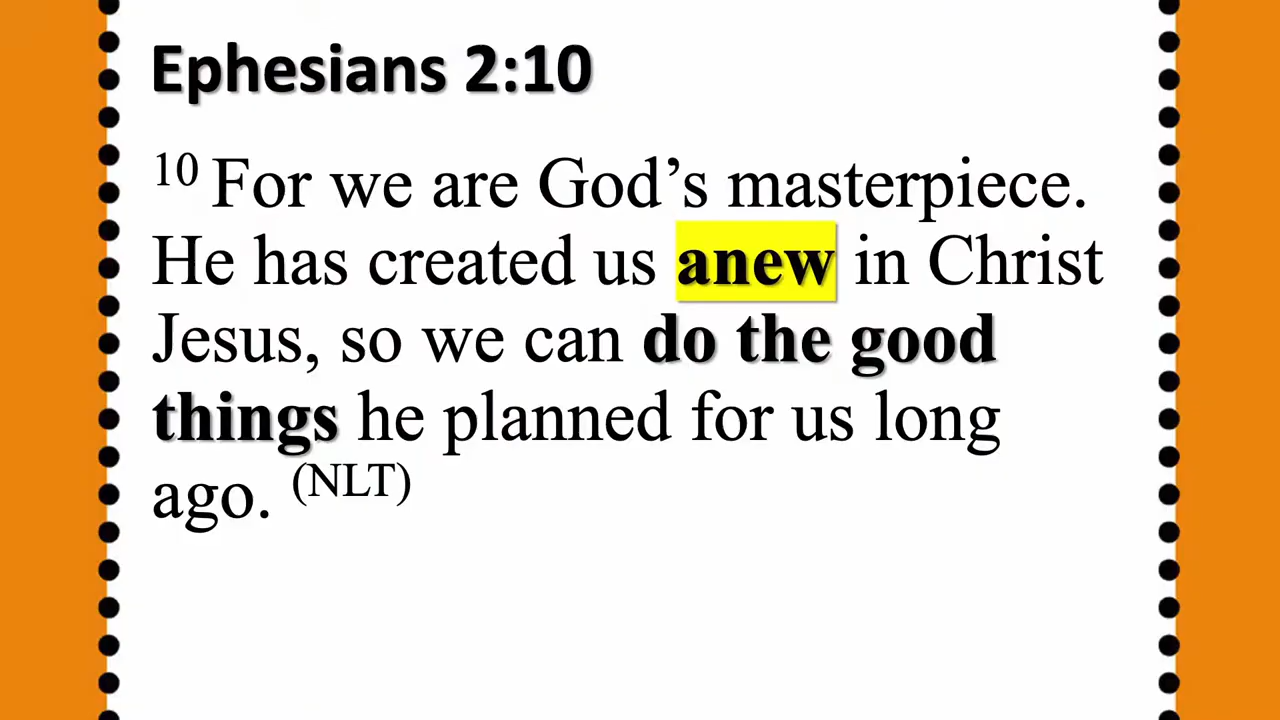 Ephesians 2:10
10 For we are God’s masterpiece.
He has created us anew in Christ
Jesus, so we can do the good
things he planned for us long
ago. (NLT)